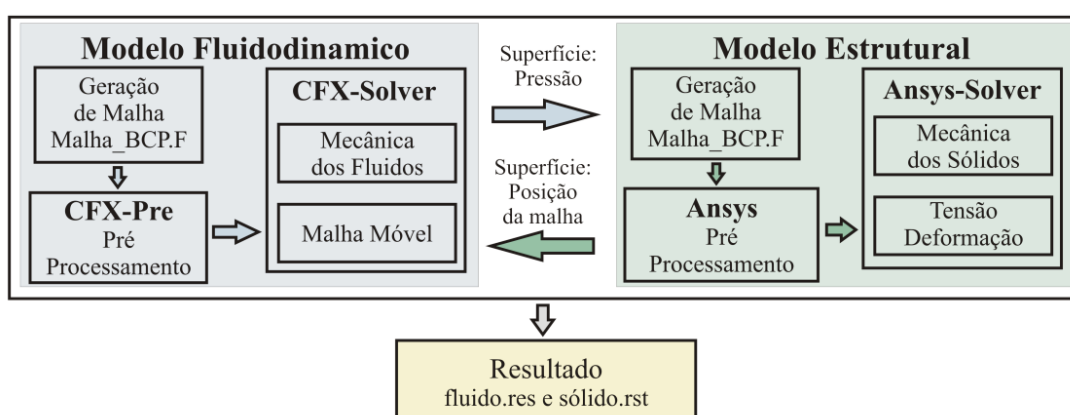 Modelo Fluidodinamico
Geração
de Malha
Malha_BCP.F
CFX-Pre
Pré
Processamento
CFX-Solver
Mecânica
dos Fluidos
Malha Móvel
Superfície:
Pressão
Superfície:
Posição
da malha
Modelo Estrutural
Geração
de Malha
Malha_BCP.F
Ansys
Pré
Processamento
Ansys-Solver
Mecânica
dos Sólidos
Tensão
Deformação
Resultado
fluido.res e sólido.rst